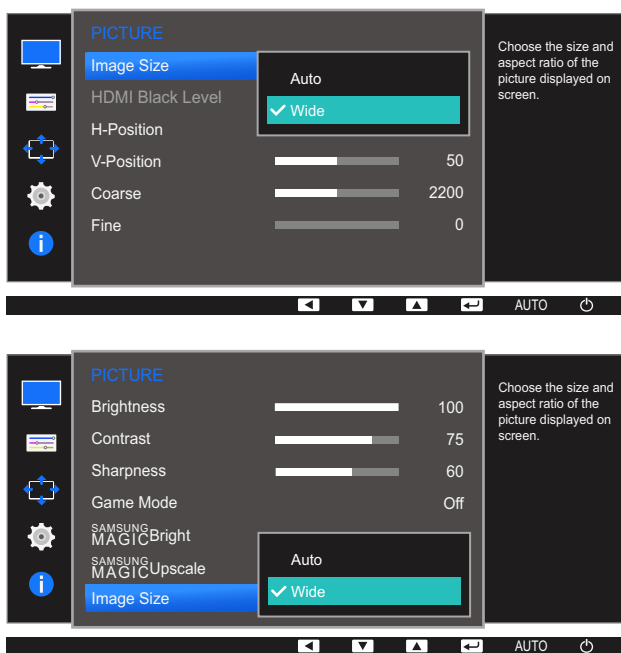 PICTURE
Image Size
Auto
HDMI Black Level
Wide
H-Position
V-Position 50
Coarse 2200
Fine 0
Choose the size and
aspect ratio of the
picture displayed on
screen.
AUTO
PICTURE
Brightness 100
Contrast 75
Sharpness 60
Game Mode Off
SAMSUNG
MAGICBright
SAMSUNG
MAGICUpscale
Auto
Image Size
Wide
Choose the size and
aspect ratio of the
picture displayed on
screen.
AUTO